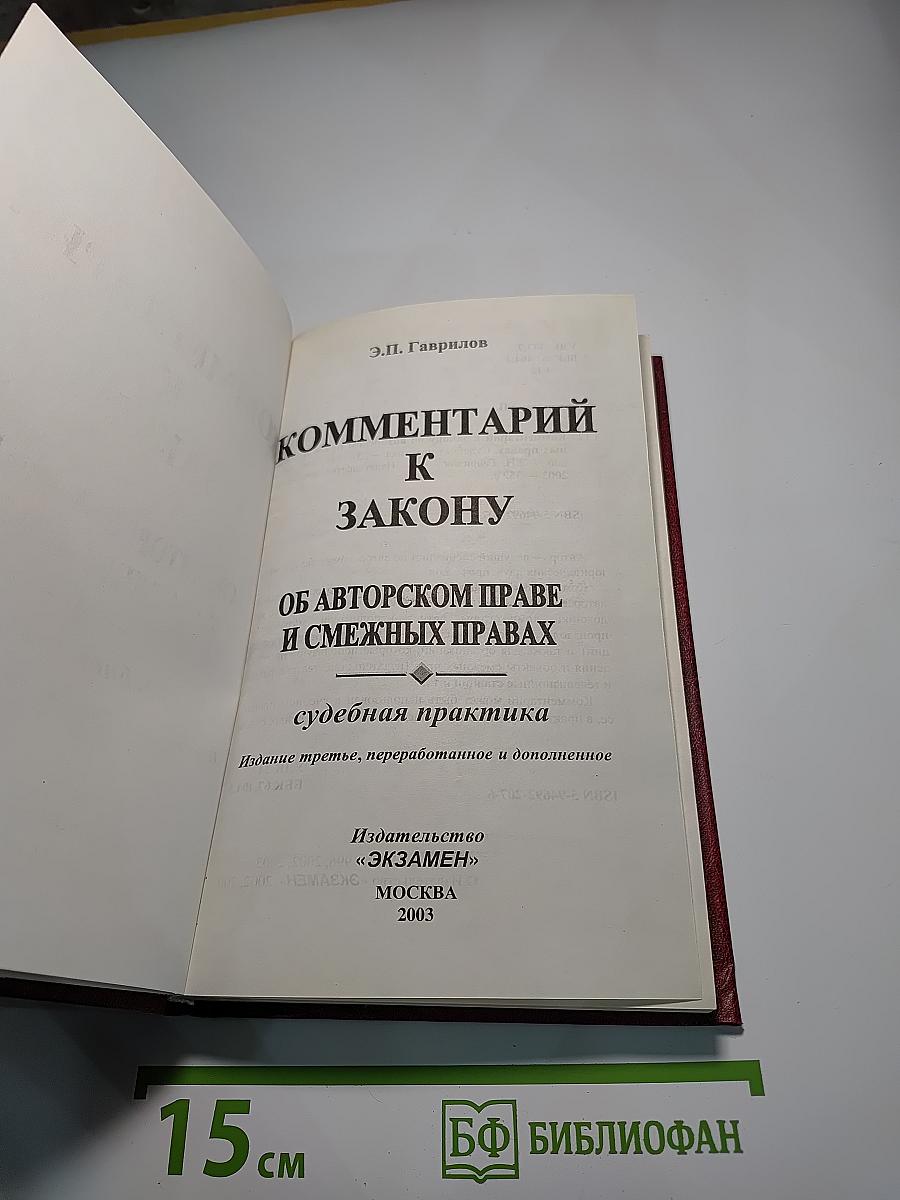 Э.П. Гаврилов
КОММЕНТАРИЙ
К
ЗАКОНУ
ОБ АВТОРСКОМ ПРАВЕ
И СМЕЖНЫХ ПРАВАХ
судебная практика
Издание третье, переработанное и дополненное
Издательство
«ЭКЗАМЕН»
МОСКВА
2003
15 см
БФ БИБЛИОФАН